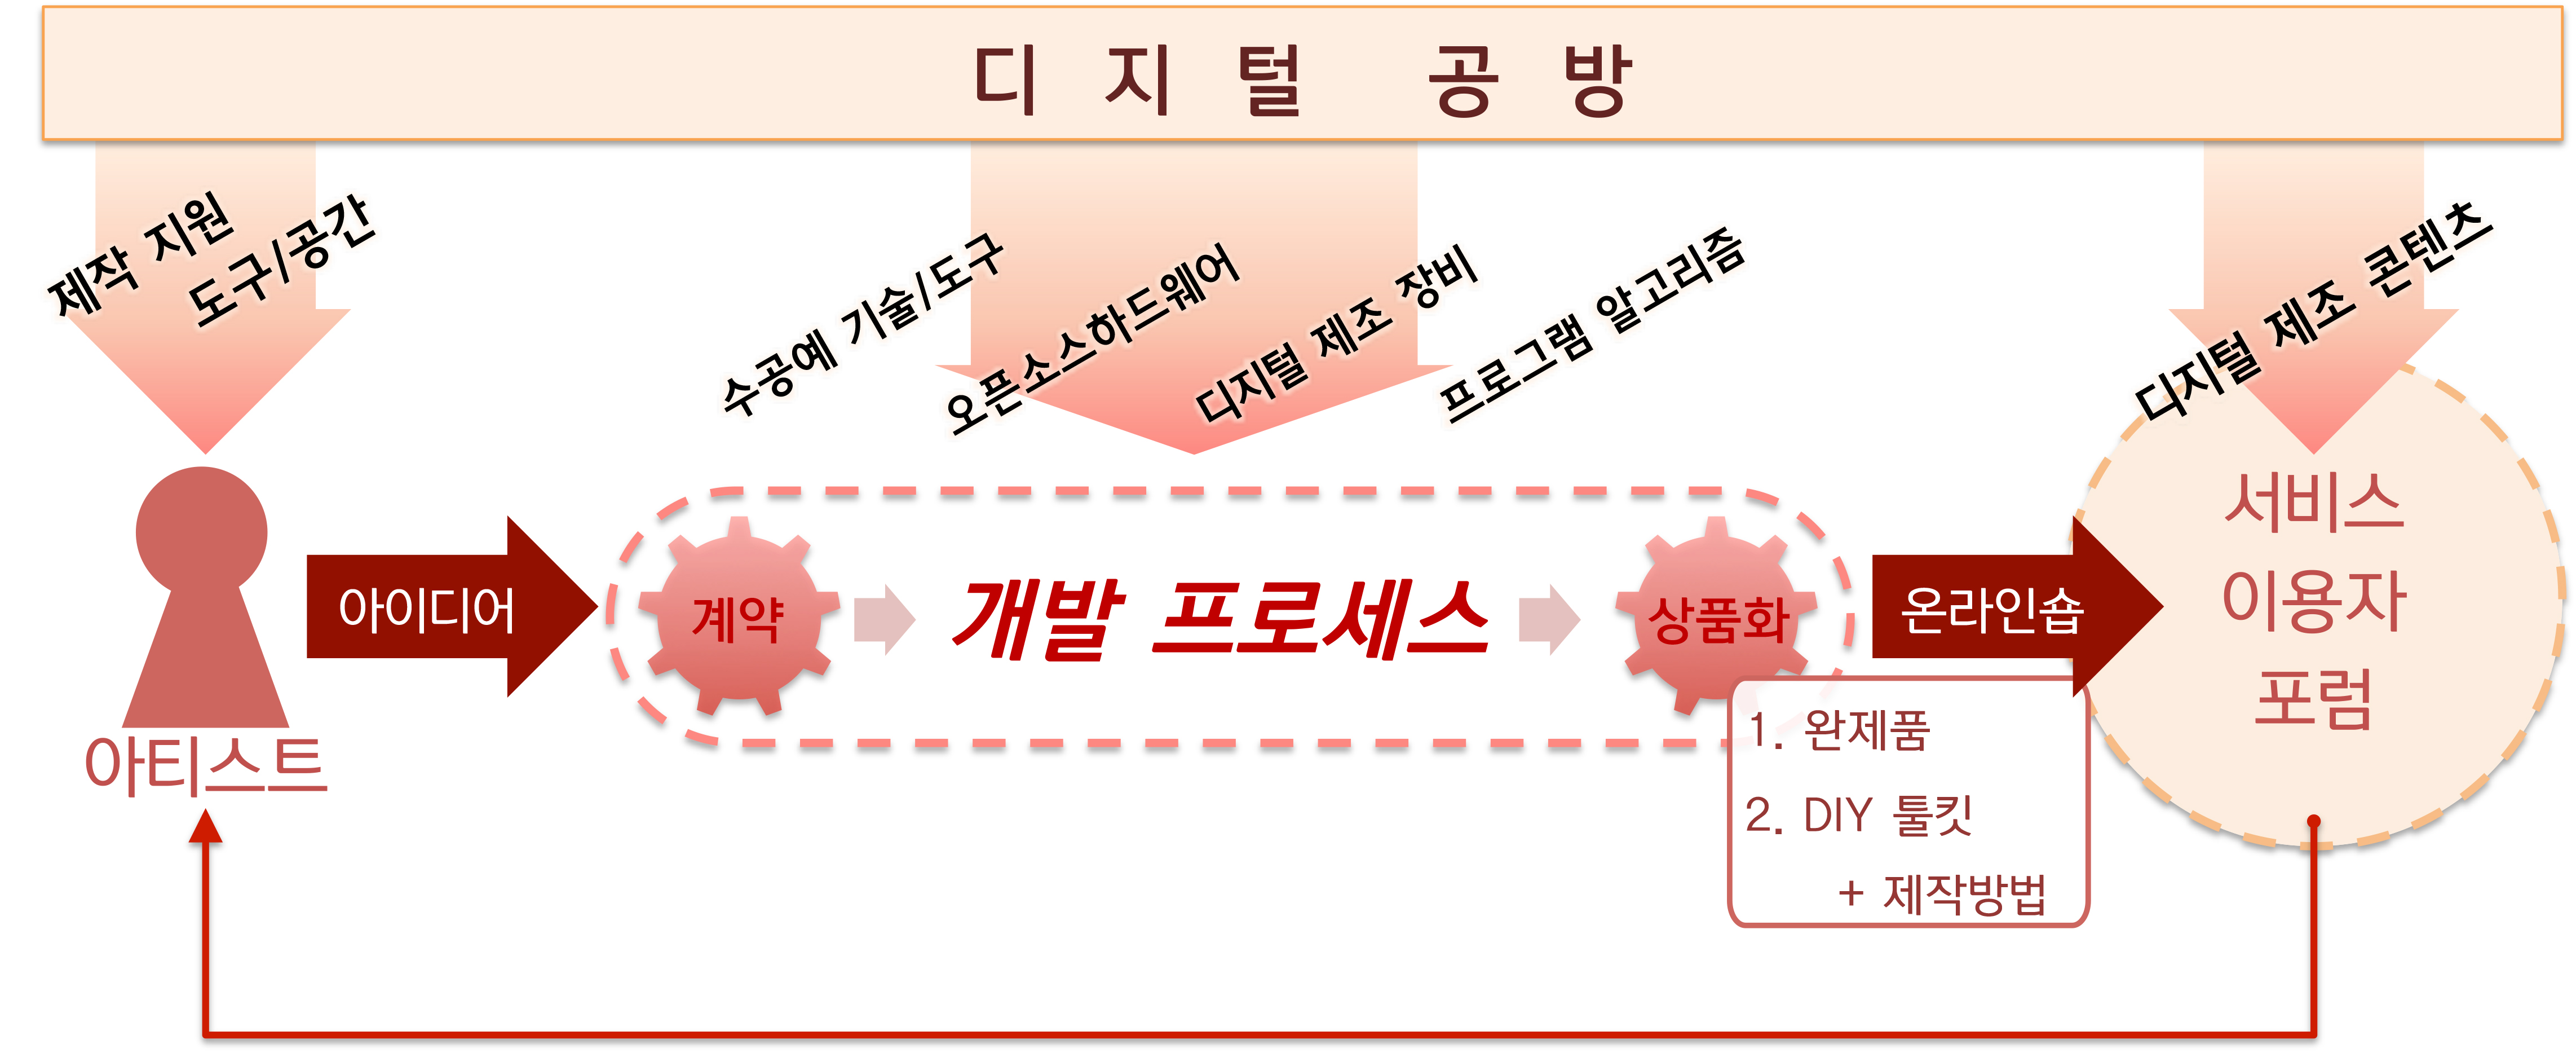 디 지 털 공 방
제작 지원
도구/공간
수공예 기술/도구
오픈소스하드웨어
디지털 제조 장비
프로그램 알고리즘
디지털 제조 콘텐츠
아티스트
아이디어
계약
개발 프로세스
상품화
온라인숍
서비스
이용자
포럼
1. 완제품
2. DIY 툴킷
+ 제작방법